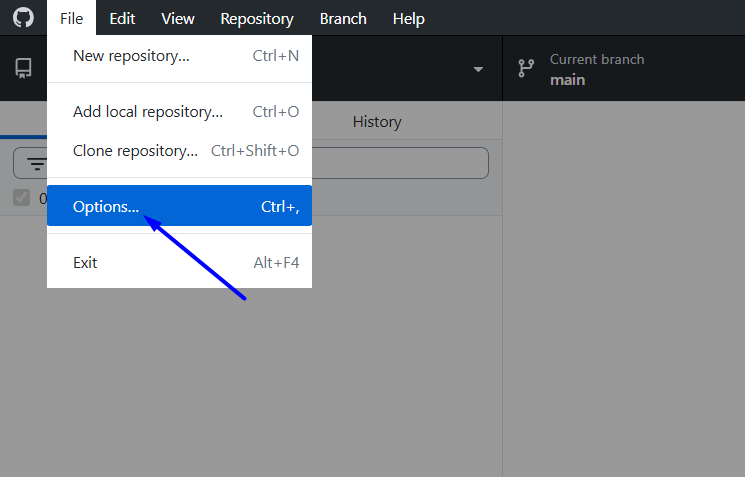 File Edit View Repository Branch Help
New repository... Ctrl+N
Current branch
main
Add local repository... Ctrl+O
History
Clone repository... Ctrl+Shift+O
0
Options... Ctrl+,
Exit Alt+F4